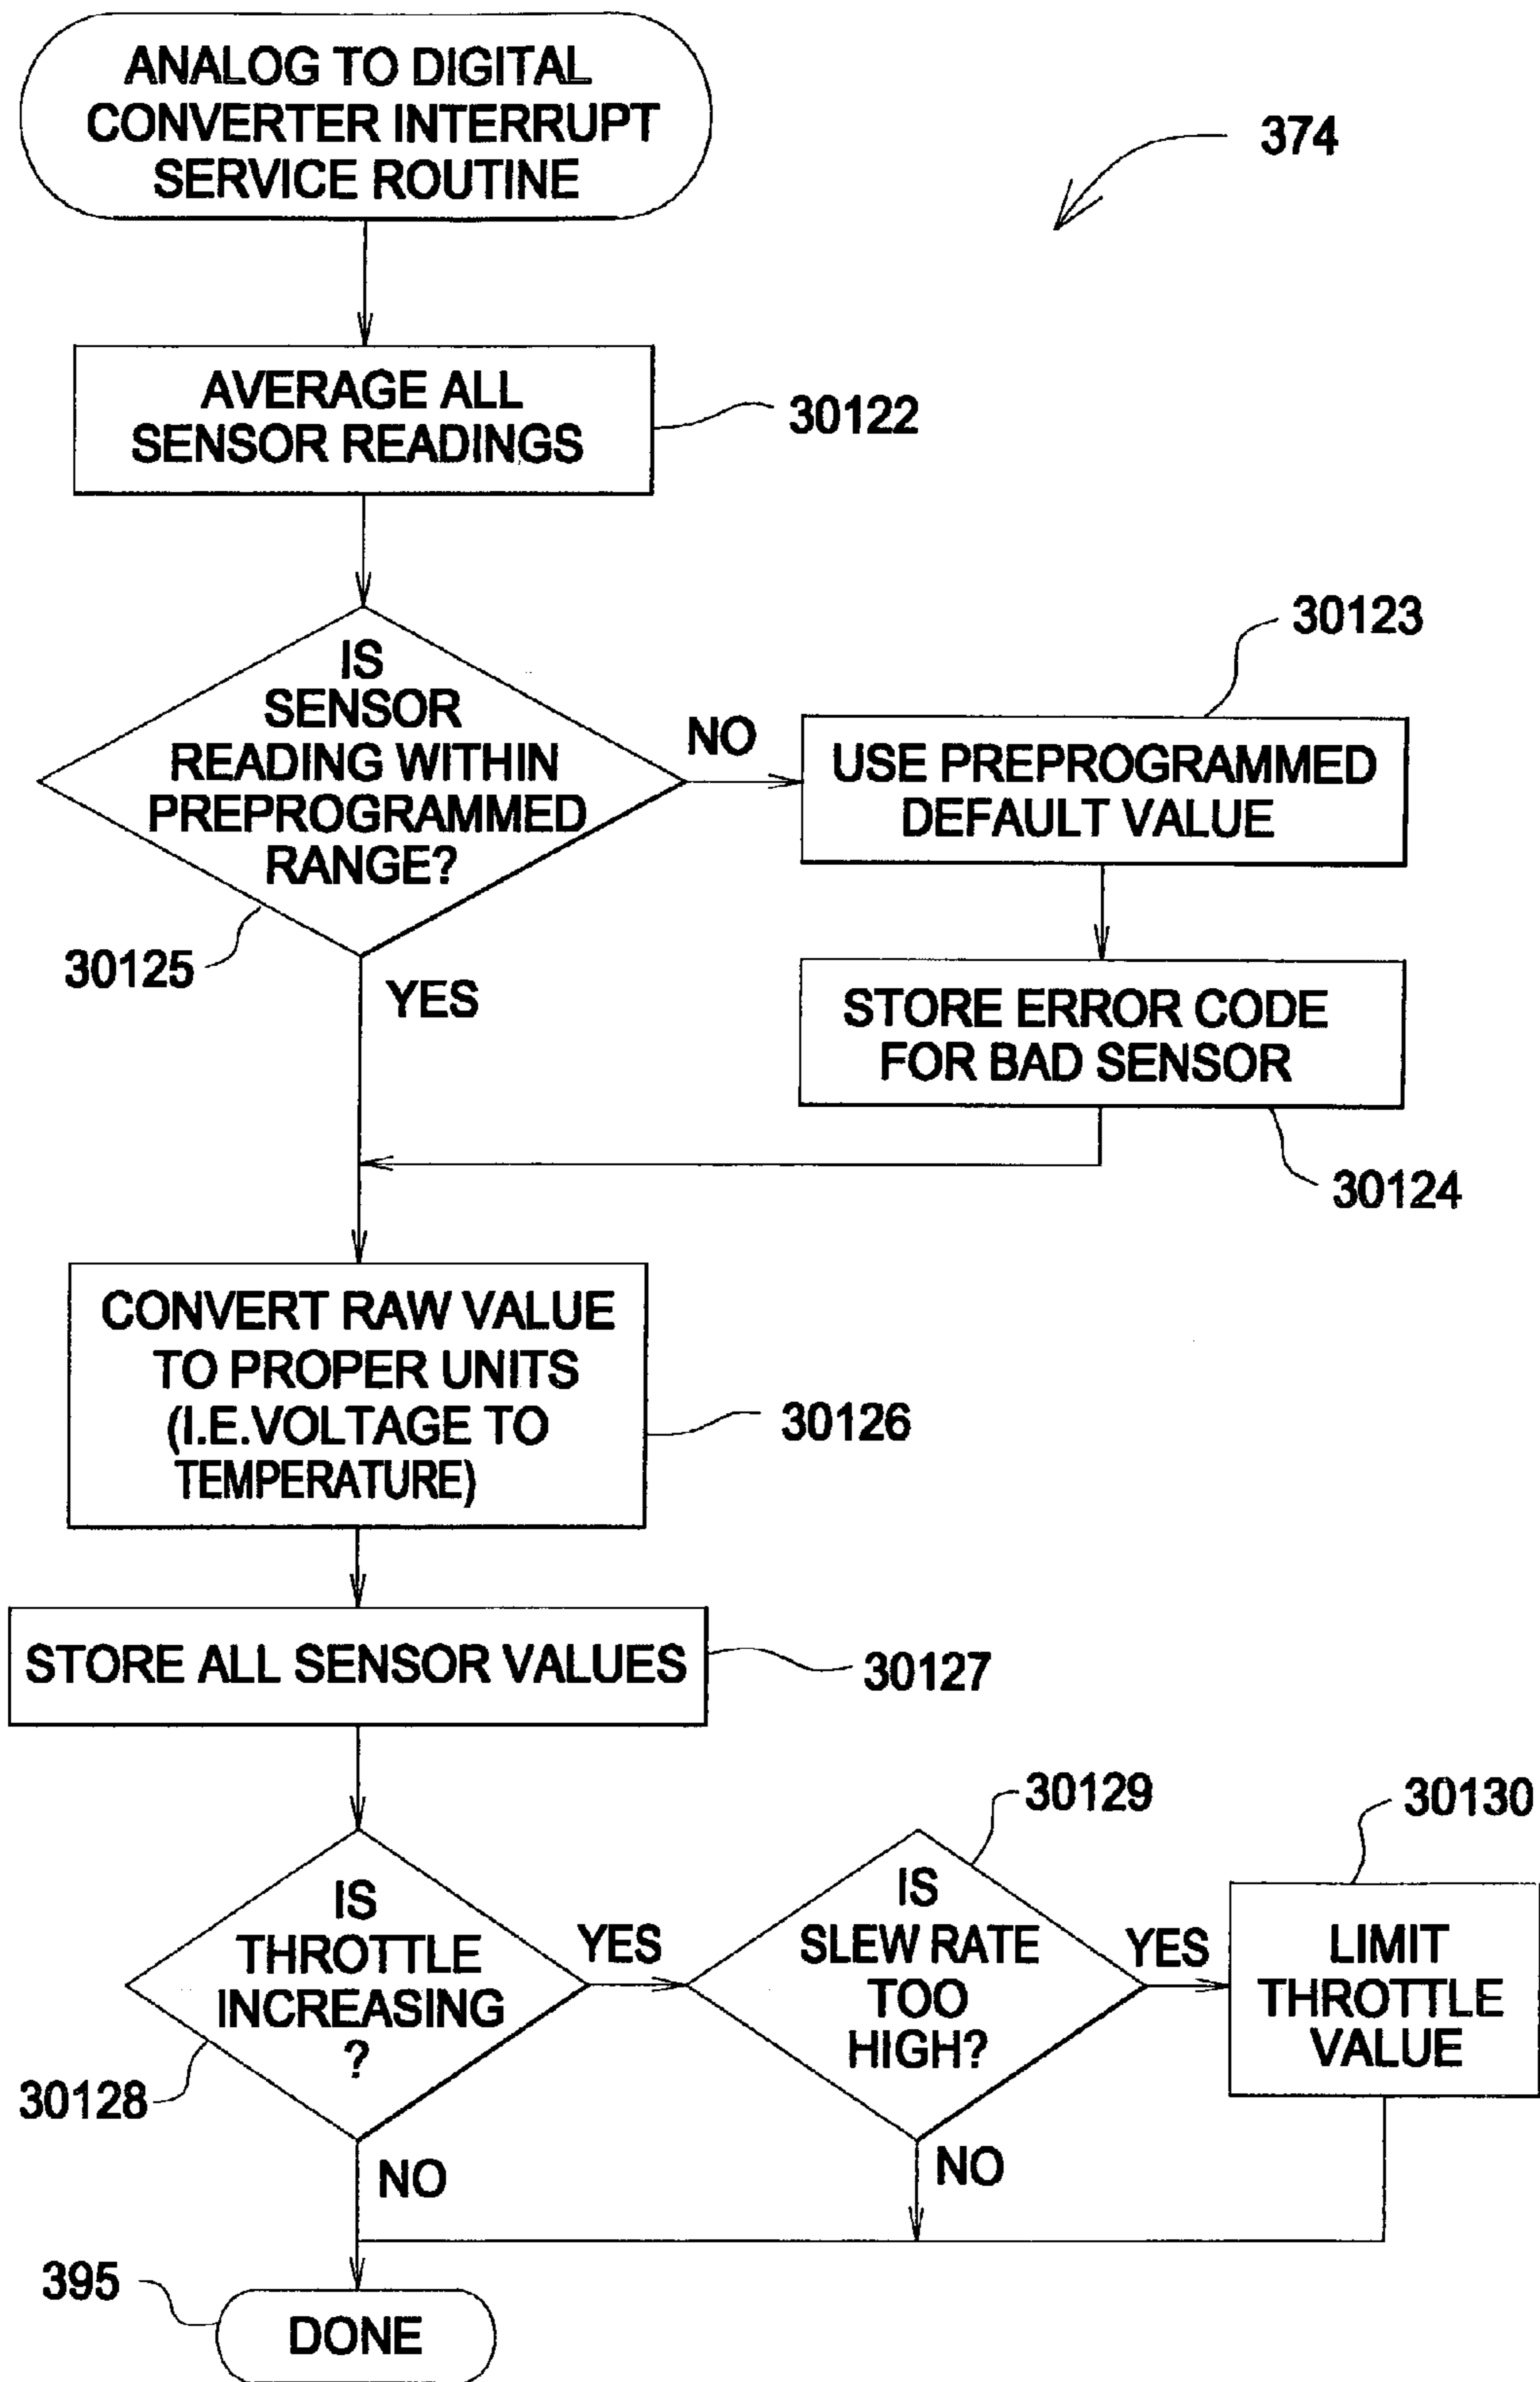 ANALOG TO DIGITAL
CONVERTER INTERRUPT
SERVICE ROUTINE
374
AVERAGE ALL
SENSOR READINGS
30122
IS
SENSOR
READING WITHIN
PREPROGRAMMED
RANGE?
30125
NO
YES
30123
USE PREPROGRAMMED
DEFAULT VALUE
STORE ERROR CODE
FOR BAD SENSOR
30124
CONVERT RAW VALUE
TO PROPER UNITS
(I.E.VOLTAGE TO
TEMPERATURE)
30126
STORE ALL SENSOR VALUES
30127
IS
THROTTLE
INCREASING
?
30128
YES
NO
30129
IS
SLEW RATE
TOO
HIGH?
YES
NO
30130
LIMIT
THROTTLE
VALUE
395
DONE